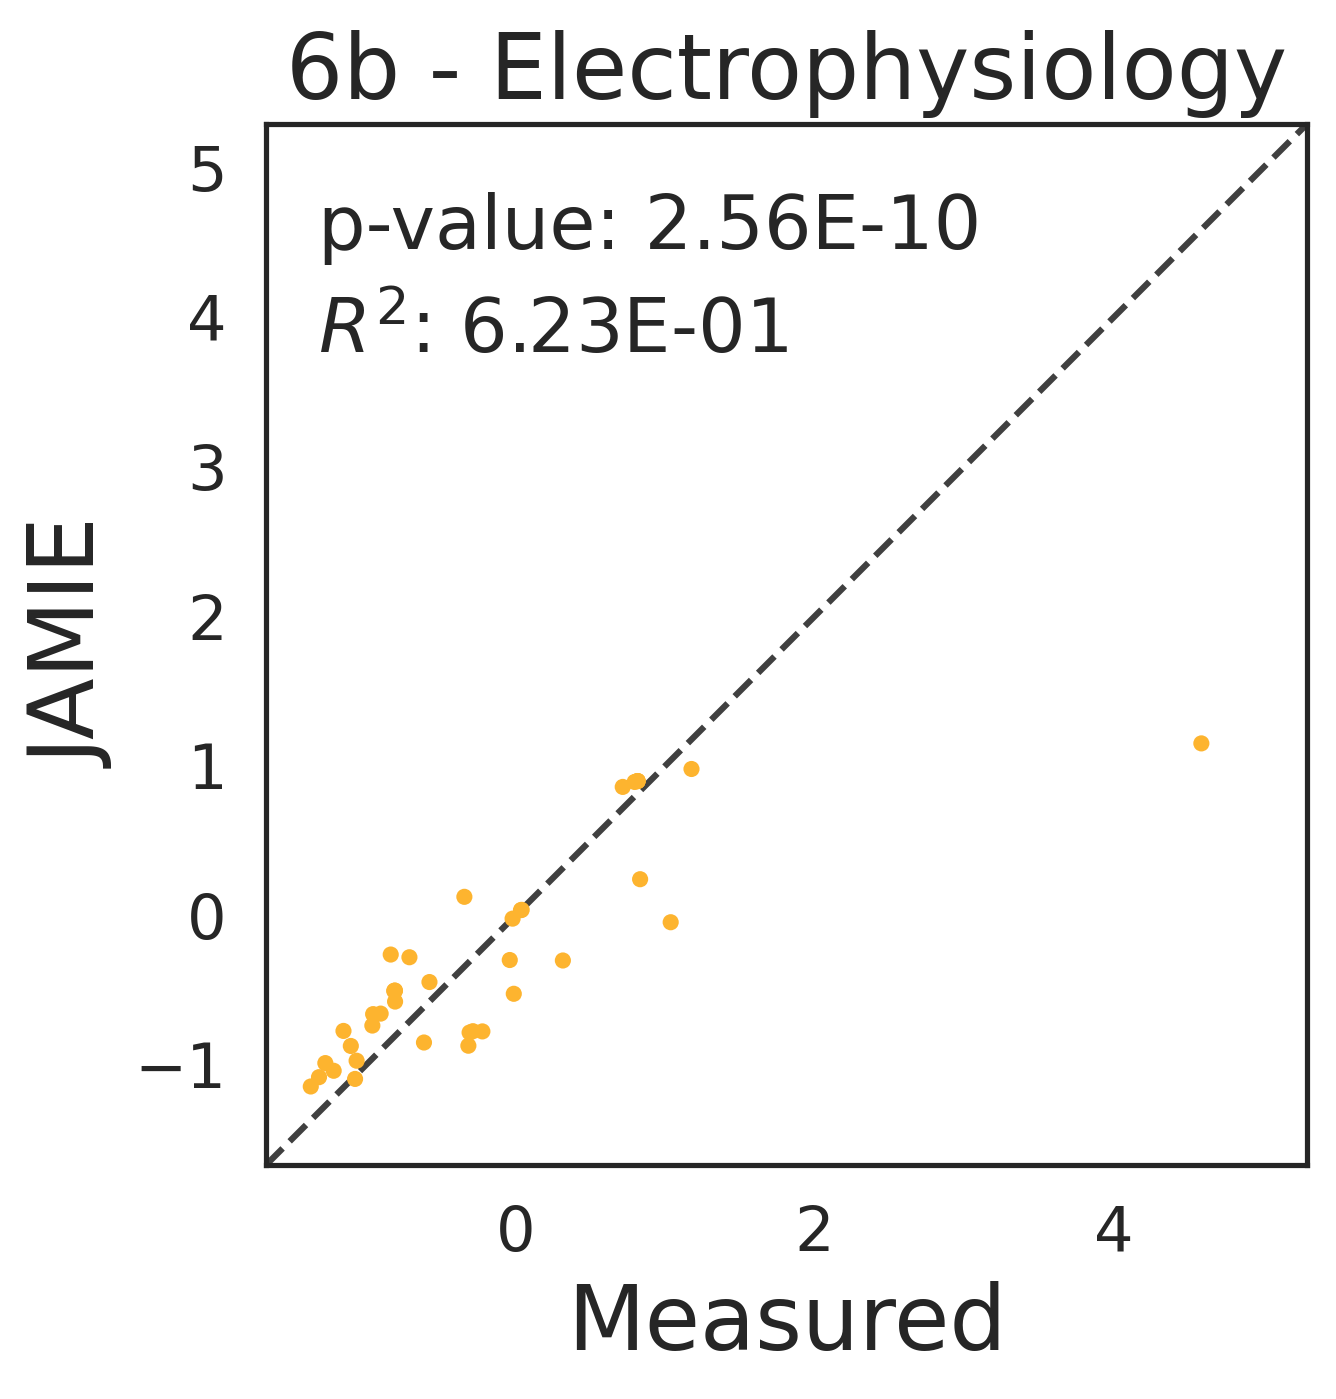 6b - Electrophysiology
p-value: 2.56E-10
R²: 6.23E-01
5
4
3
2
1
0
−1
JAMIE
0 2 4
Measured